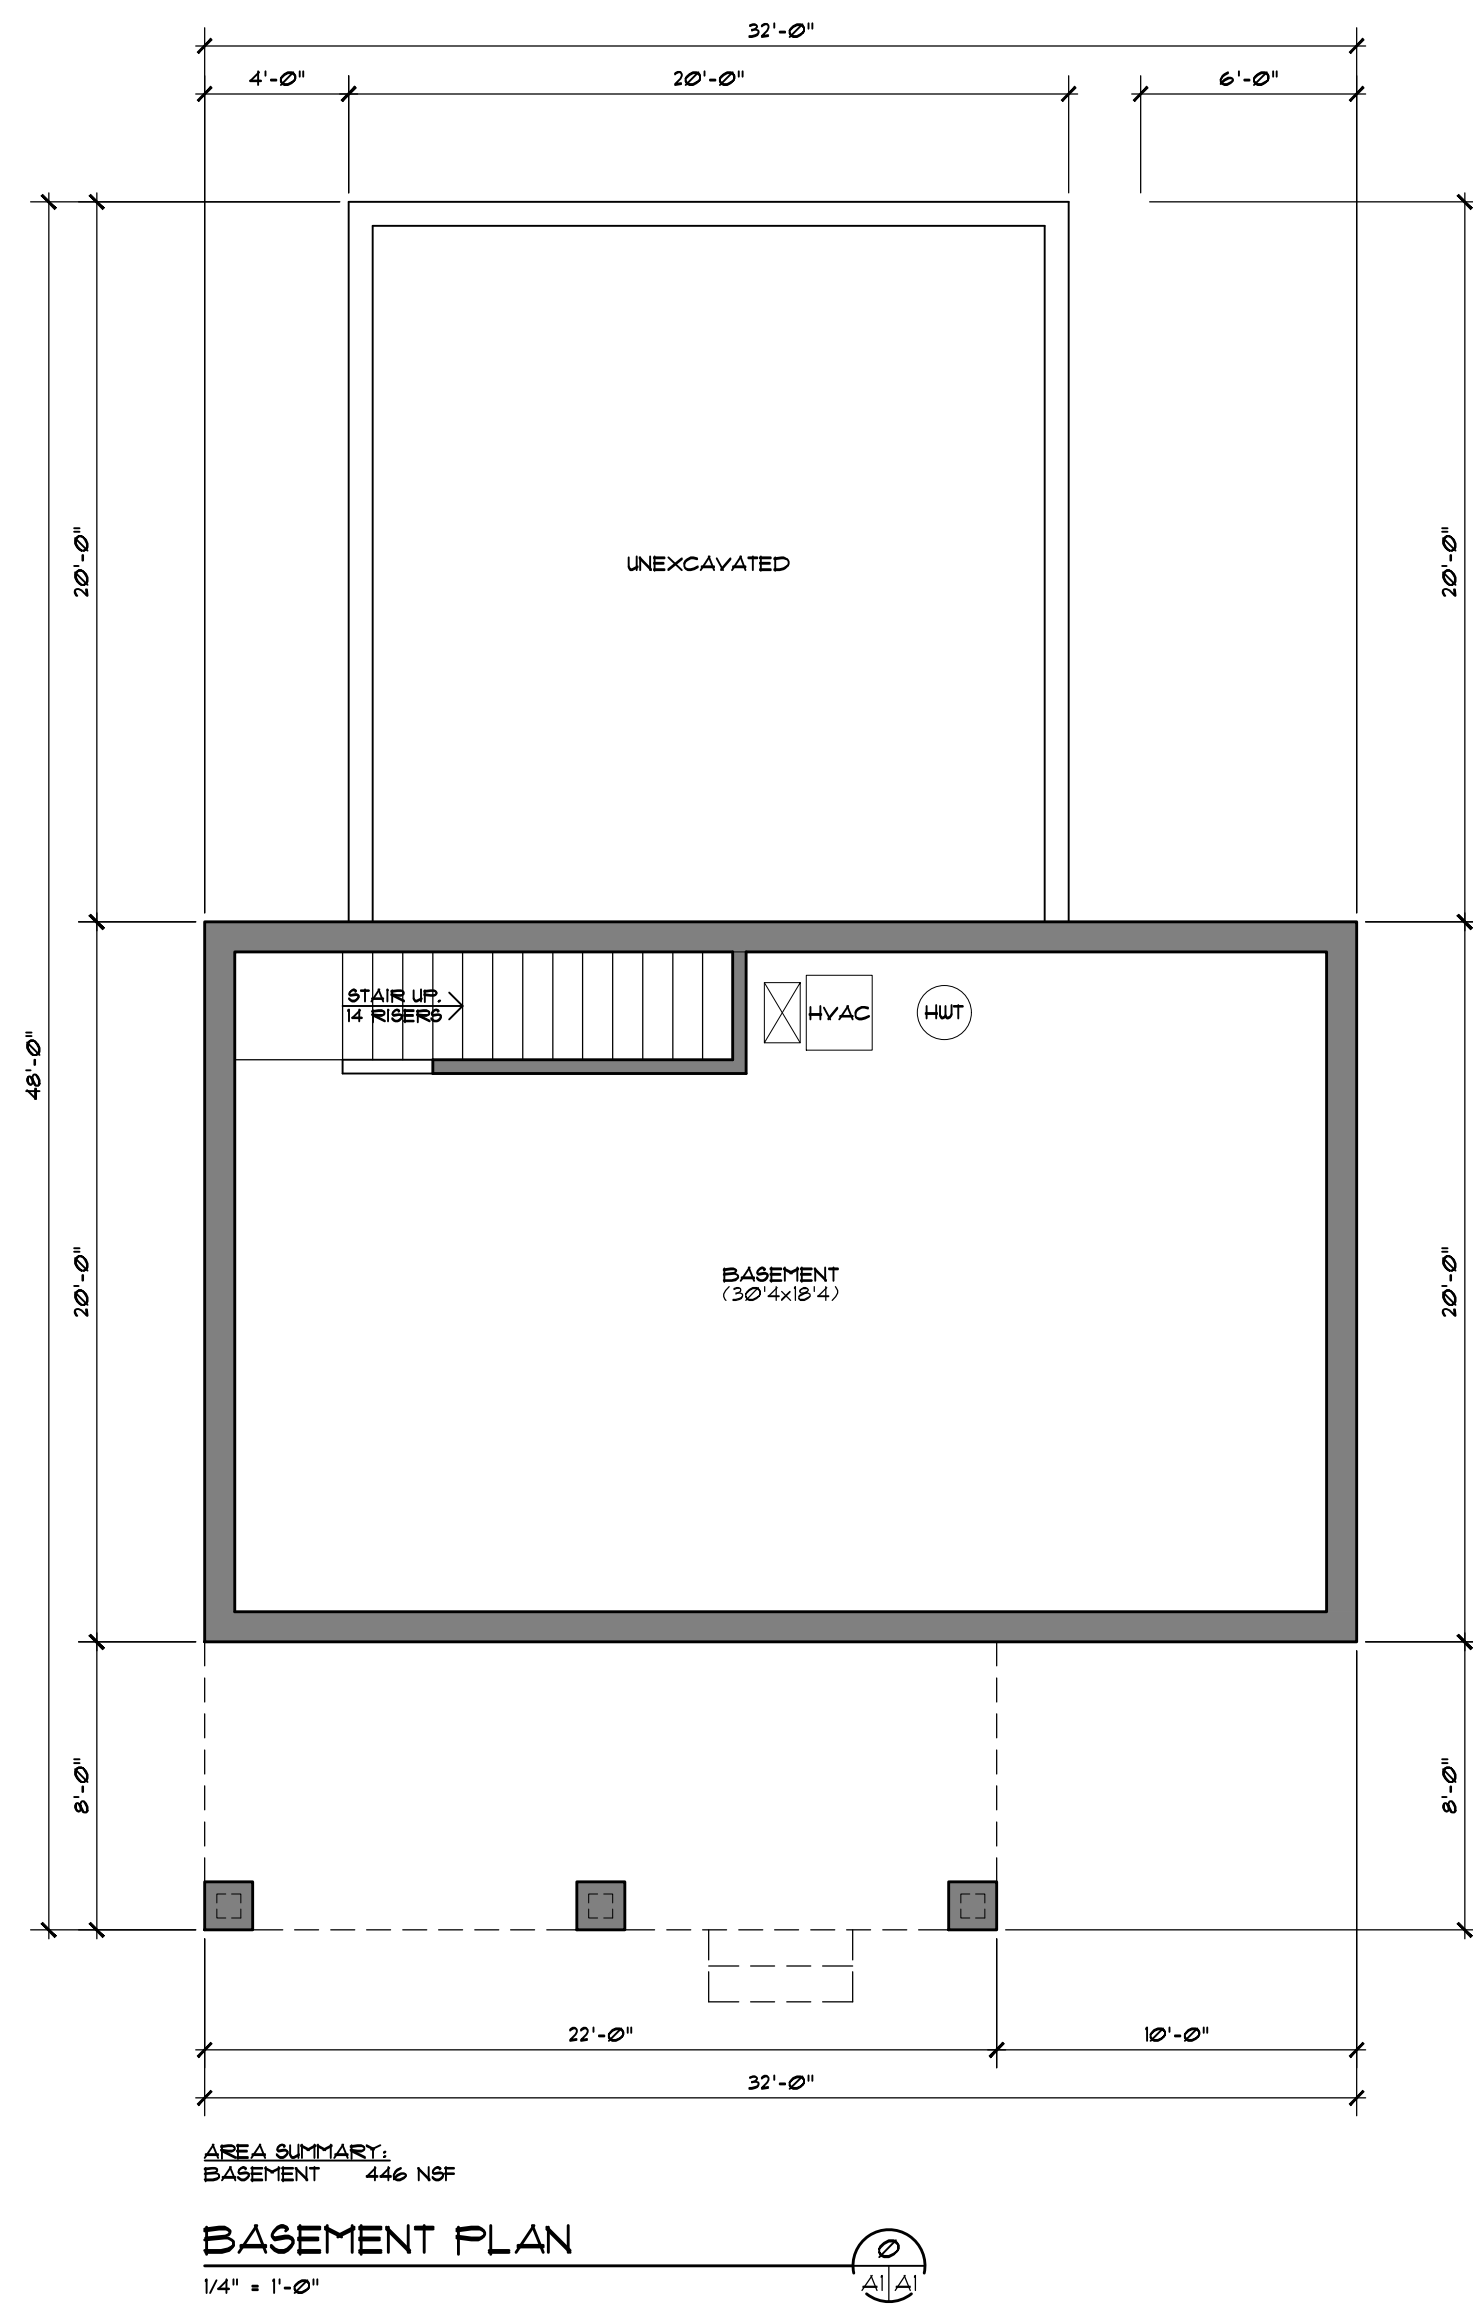 32'-0"
4'-0"
20'-0"
6'-0"
20'-0"
20'-0"
UNEXCAVATED
STAIR UP.
14 RISERS
HVAC
HWT
48'-0"
20'-0"
20'-0"
BASEMENT
(30'4x18'4)
8'-0"
8'-0"
22'-0"
10'-0"
32'-0"
AREA SUMMARY:
BASEMENT 446 NSF
BASEMENT PLAN
0
1/4" = 1'-0"
A1 A1